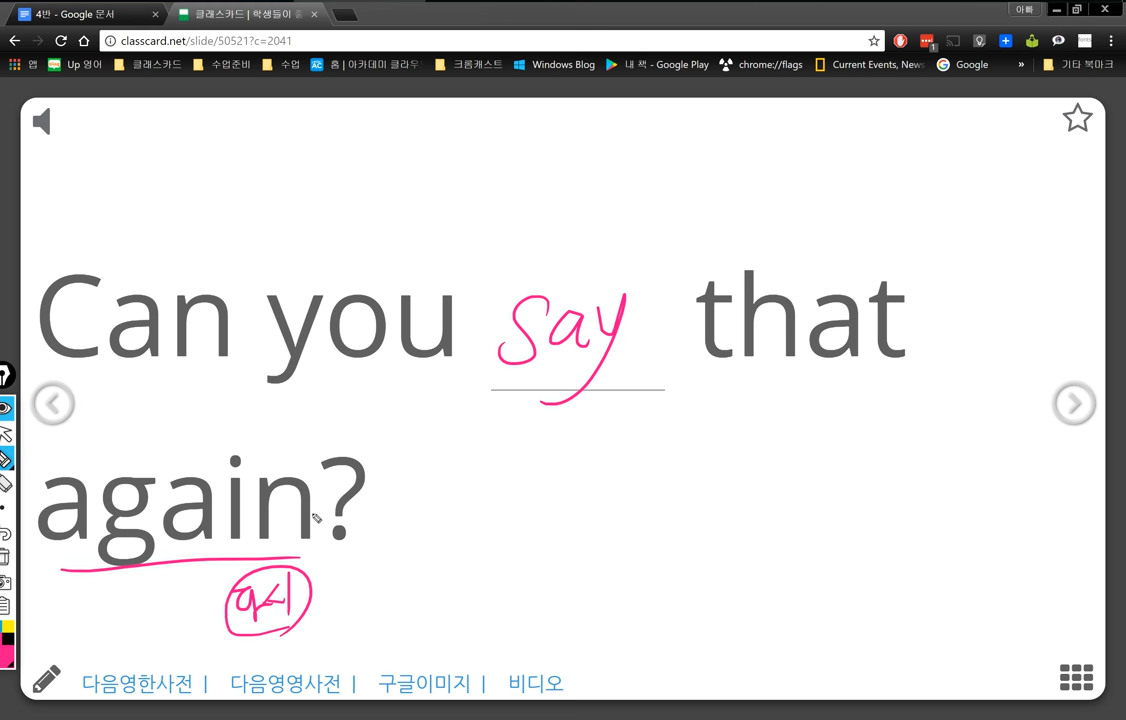 4반 - Google 문서
클래스카드 | 학생들이 줄
아빠
classcard.net/slide/50521?c=2041
1
앱 Up 영어 클래스카드 수업준비 수업 홈 | 아카데미 클라우 크롬캐스트 Windows Blog 내 책 - Google Play chrome://flags Current Events, News Google » 기타 북마크
Can you say that
again?
다음영한사전 | 다음영영사전 | 구글이미지 | 비디오